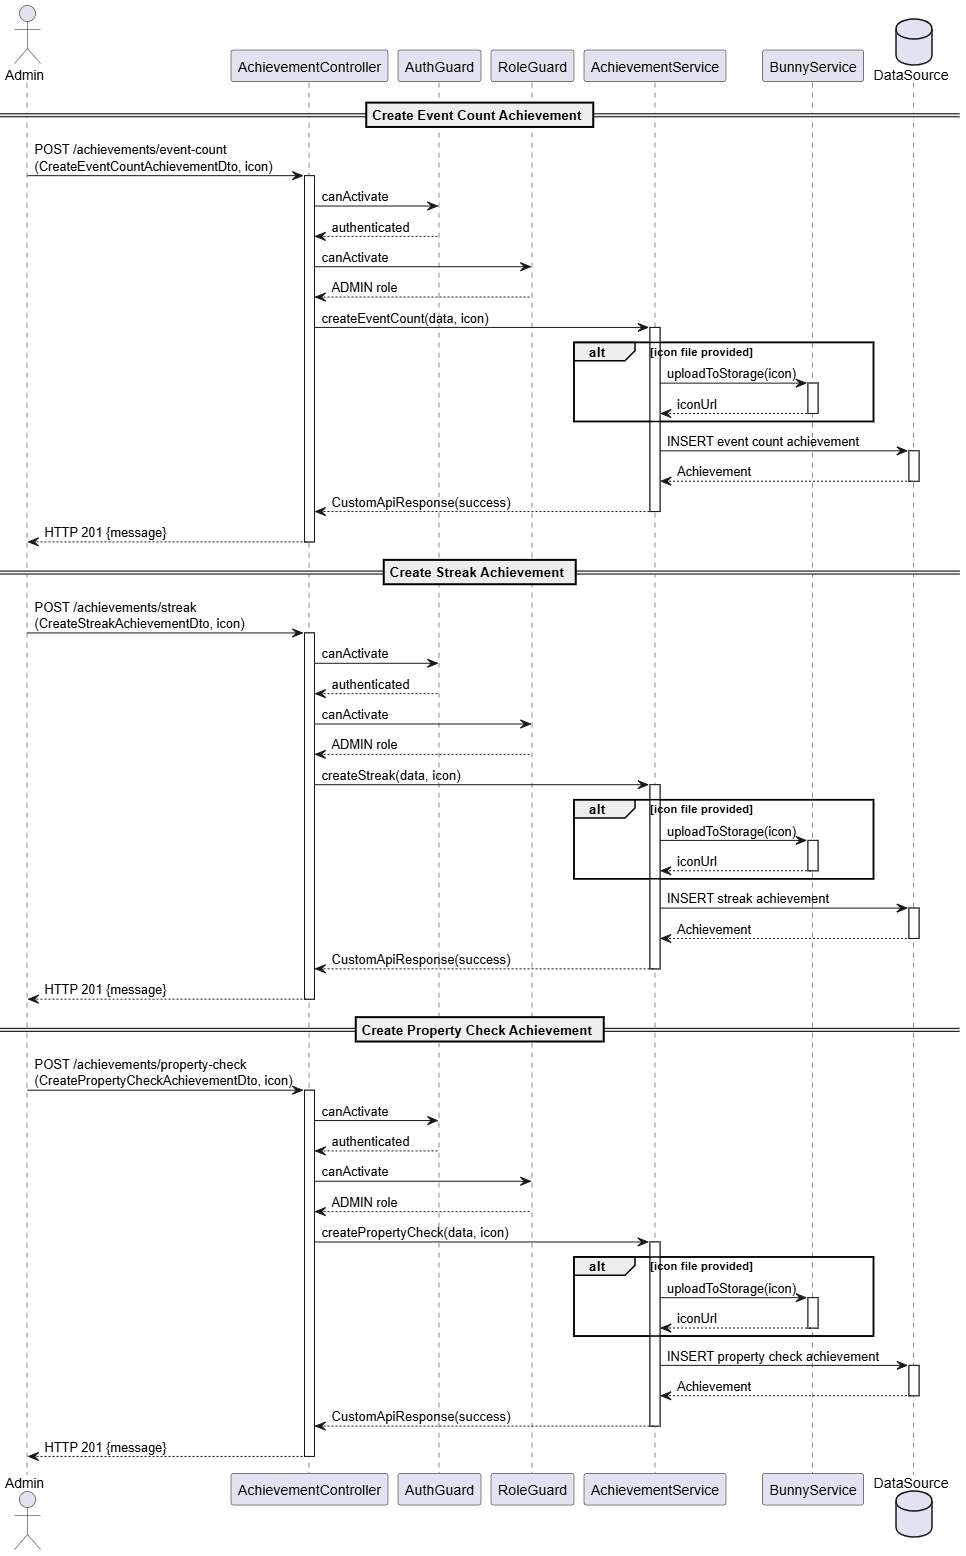 Admin
AchievementController
AuthGuard
RoleGuard
AchievementService
BunnyService
DataSource
Create Event Count Achievement
POST /achievements/event-count
(CreateEventCountAchievementDto, icon)
canActivate
authenticated
canActivate
ADMIN role
createEventCount(data, icon)
alt
[icon file provided]
uploadToStorage(icon)
iconUrl
INSERT event count achievement
Achievement
CustomApiResponse(success)
HTTP 201 {message}
Create Streak Achievement
POST /achievements/streak
(CreateStreakAchievementDto, icon)
canActivate
authenticated
canActivate
ADMIN role
createStreak(data, icon)
alt
[icon file provided]
uploadToStorage(icon)
iconUrl
INSERT streak achievement
Achievement
CustomApiResponse(success)
HTTP 201 {message}
Create Property Check Achievement
POST /achievements/property-check
(CreatePropertyCheckAchievementDto, icon)
canActivate
authenticated
canActivate
ADMIN role
createPropertyCheck(data, icon)
alt
[icon file provided]
uploadToStorage(icon)
iconUrl
INSERT property check achievement
Achievement
CustomApiResponse(success)
HTTP 201 {message}
Admin
AchievementController
AuthGuard
RoleGuard
AchievementService
BunnyService
DataSource